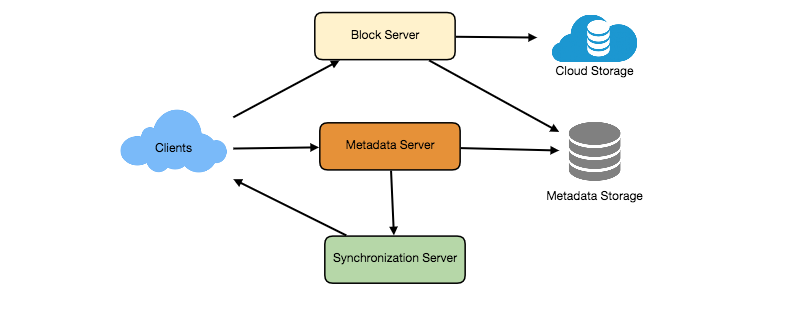 Block Server
Cloud Storage
Clients
Metadata Server
Metadata Storage
Synchronization Server